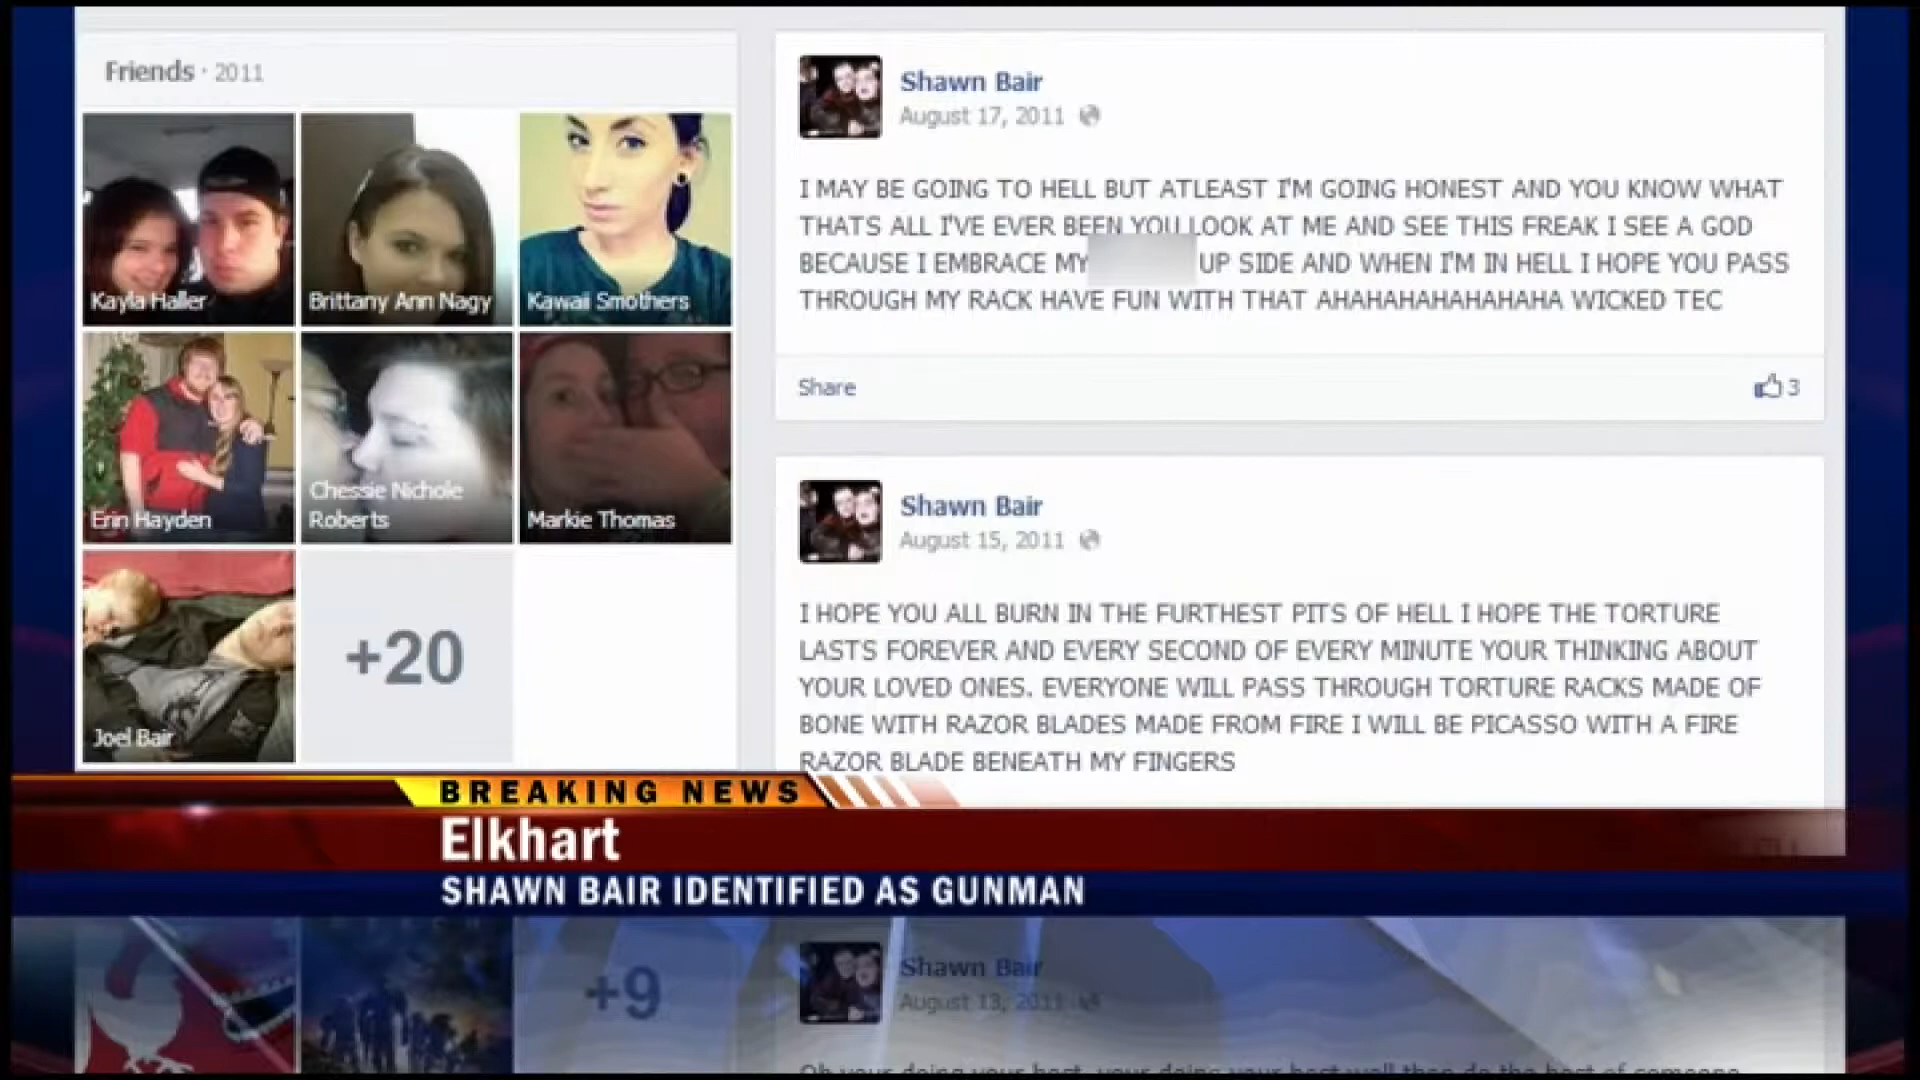 Friends · 2011
Kayla Haller
Brittany Ann Nagy
Kawaii Smothers
Erin Hayden
Chessie Nichole
Roberts
Markie Thomas
Joel Bair
+20
Shawn Bair
August 17, 2011
I MAY BE GOING TO HELL BUT ATLEAST I'M GOING HONEST AND YOU KNOW WHAT
THATS ALL I'VE EVER BEEN YOU LOOK AT ME AND SEE THIS FREAK I SEE A GOD
BECAUSE I EMBRACE MY UP SIDE AND WHEN I'M IN HELL I HOPE YOU PASS
THROUGH MY RACK HAVE FUN WITH THAT AHAHAHAHAHAHAHA WICKED TEC
Share
3
Shawn Bair
August 15, 2011
I HOPE YOU ALL BURN IN THE FURTHEST PITS OF HELL I HOPE THE TORTURE
LASTS FOREVER AND EVERY SECOND OF EVERY MINUTE YOUR THINKING ABOUT
YOUR LOVED ONES. EVERYONE WILL PASS THROUGH TORTURE RACKS MADE OF
BONE WITH RAZOR BLADES MADE FROM FIRE I WILL BE PICASSO WITH A FIRE
RAZOR BLADE BENEATH MY FINGERS
BREAKING NEWS
Elkhart
SHAWN BAIR IDENTIFIED AS GUNMAN
+9
Shawn Bair
August 13, 2011